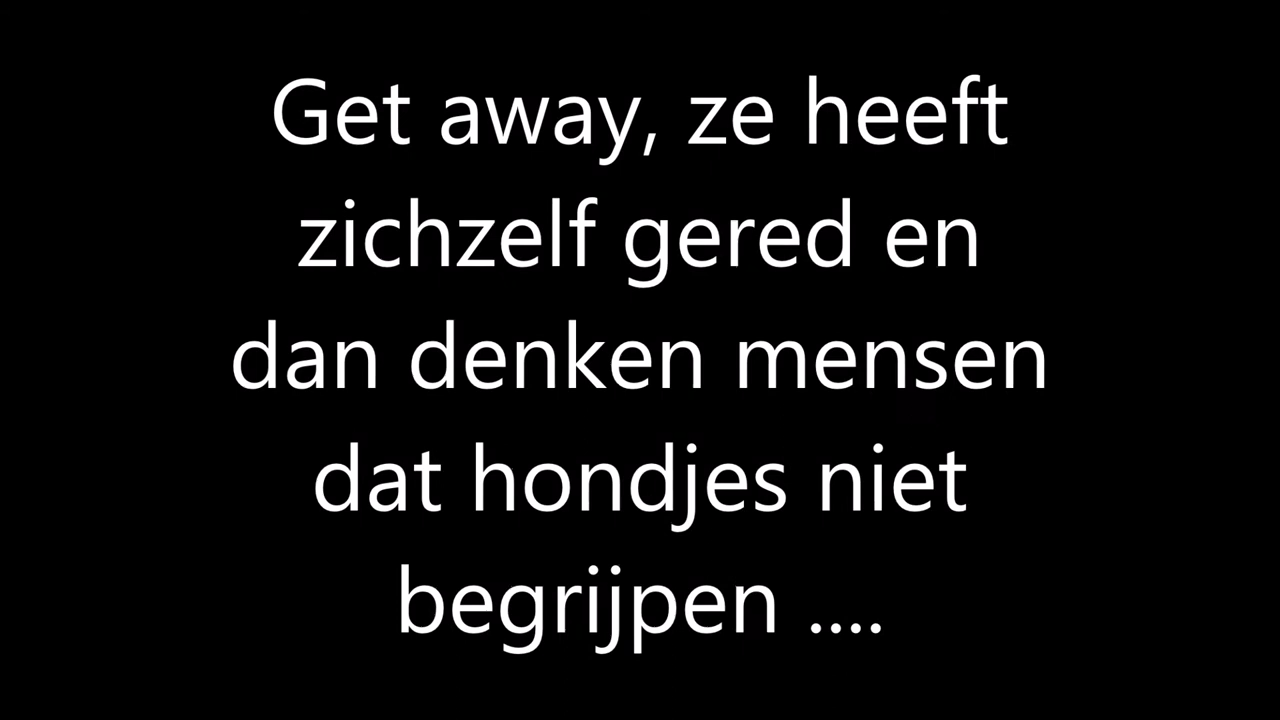 Get away, ze heeft
zichzelf gered en
dan denken mensen
dat hondjes niet
begrijpen ....